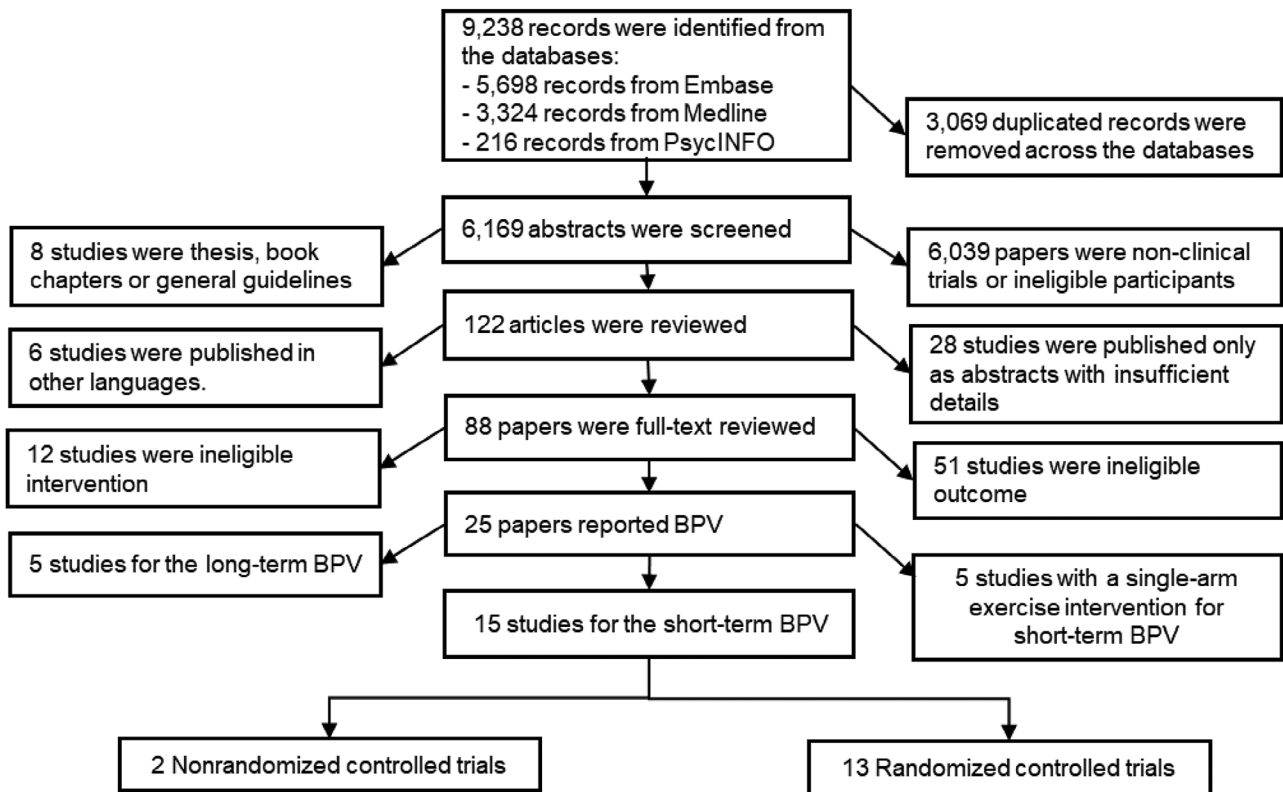 9,238 records were identified from
the databases:
- 5,698 records from Embase
- 3,324 records from Medline
- 216 records from PsycINFO
3,069 duplicated records were
removed across the databases
6,169 abstracts were screened
8 studies were thesis, book
chapters or general guidelines
6,039 papers were non-clinical
trials or ineligible participants
122 articles were reviewed
6 studies were published in
other languages.
28 studies were published only
as abstracts with insufficient
details
88 papers were full-text reviewed
12 studies were ineligible
intervention
51 studies were ineligible
outcome
25 papers reported BPV
5 studies for the long-term BPV
5 studies with a single-arm
exercise intervention for
short-term BPV
15 studies for the short-term BPV
2 Nonrandomized controlled trials
13 Randomized controlled trials